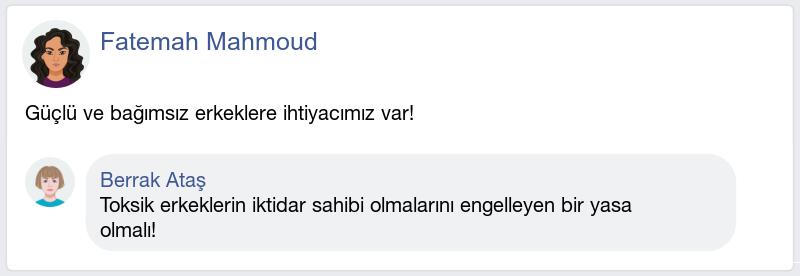 Fatemah Mahmoud
Güçlü ve bağımsız erkeklere ihtiyacımız var!
Berrak Ataş
Toksik erkeklerin iktidar sahibi olmalarını engelleyen bir yasa
olmalı!